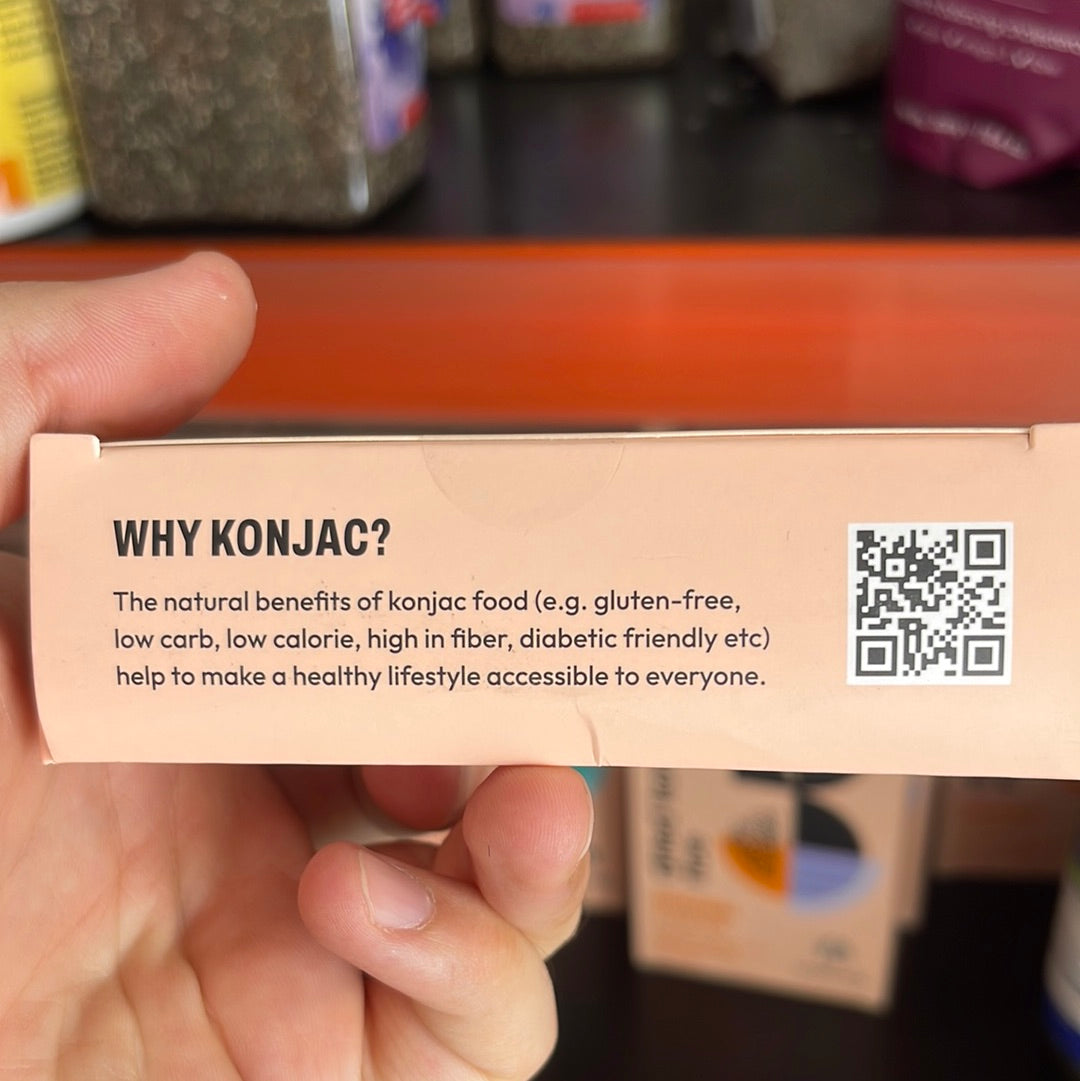 WHY KONJAC?
The natural benefits of konjac food (e.g. gluten-free,
low carb, low calorie, high in fiber, diabetic friendly etc)
help to make a healthy lifestyle accessible to everyone.